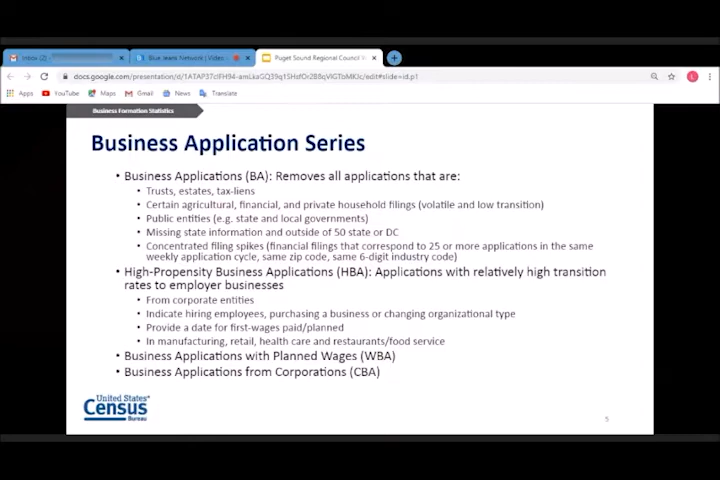 Inbox (2) -
Blue Jeans Network | Video
Puget Sound Regional Council
docs.google.com/presentation/d/
Apps YouTube Maps Gmail News Translate
Business Formation Statistics
Business Application Series
• Business Applications (BA): Removes all applications that are:
• Trusts, estates, tax-liens
• Certain agricultural, financial, and private household filings (volatile and low transition)
• Public entities (e.g. state and local governments)
• Missing state information and outside of 50 state or DC
• Concentrated filing spikes (financial filings that correspond to 25 or more applications in the same
weekly application cycle, same zip code, same 6-digit industry code)
• High-Propensity Business Applications (HBA): Applications with relatively high transition
rates to employer businesses
• From corporate entities
• Indicate hiring employees, purchasing a business or changing organizational type
• Provide a date for first-wages paid/planned
• In manufacturing, retail, health care and restaurants/food service
• Business Applications with Planned Wages (WBA)
• Business Applications from Corporations (CBA)
United States®
Census
Bureau
5